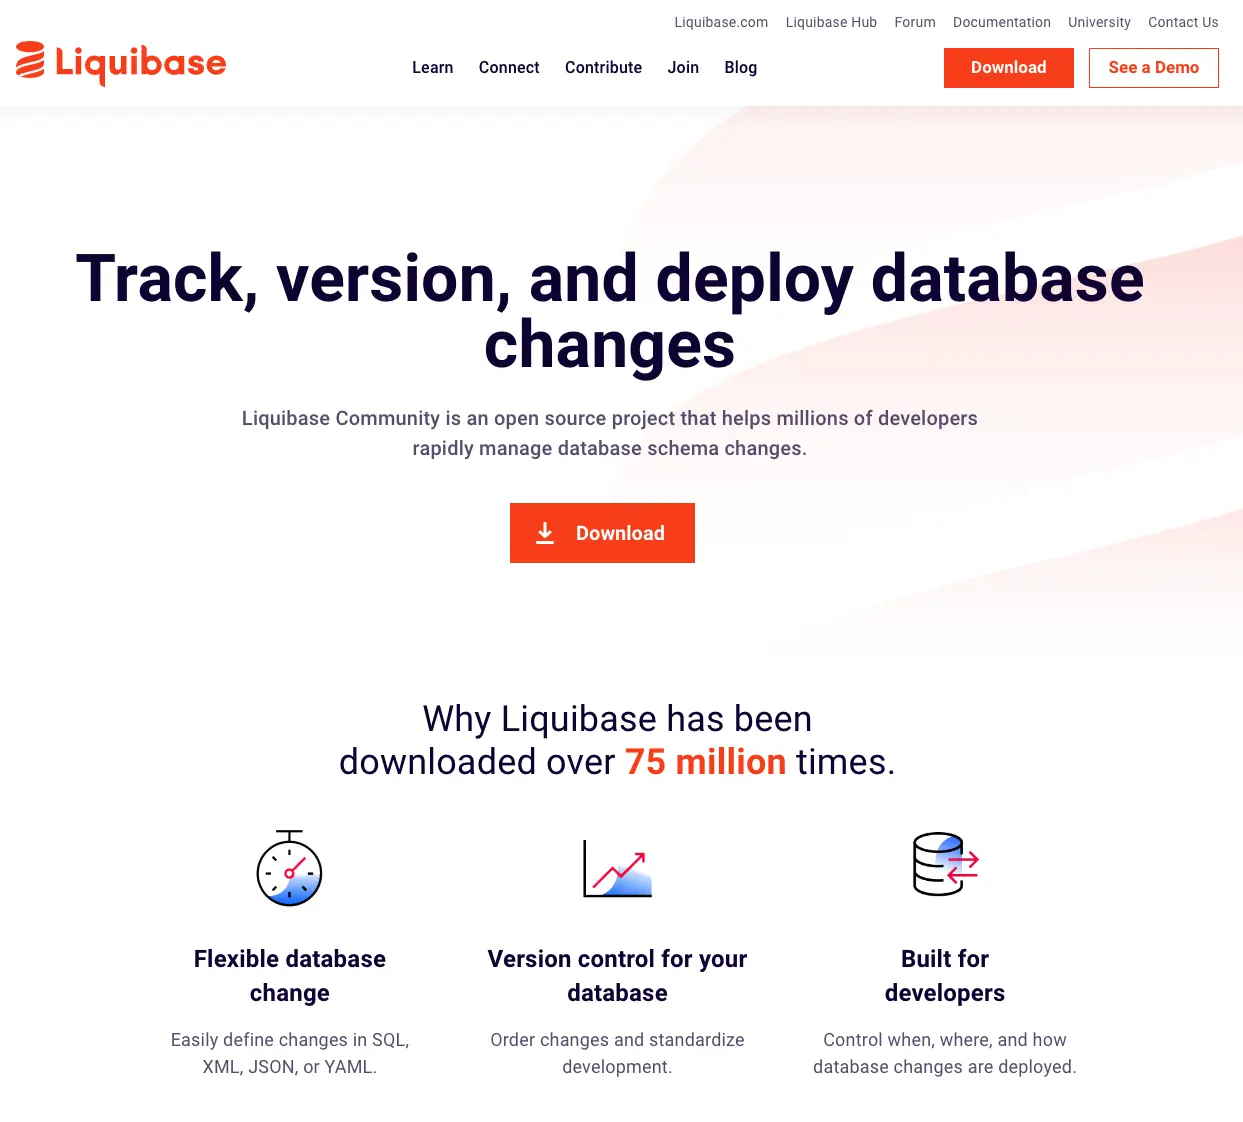 Liquibase.com Liquibase Hub Forum Documentation University Contact Us
Liquibase
Learn Connect Contribute Join Blog
Download See a Demo
Track, version, and deploy database
changes
Liquibase Community is an open source project that helps millions of developers
rapidly manage database schema changes.
Download
Why Liquibase has been
downloaded over 75 million times.
Flexible database
change
Easily define changes in SQL,
XML, JSON, or YAML.
Version control for your
database
Order changes and standardize
development.
Built for
developers
Control when, where, and how
database changes are deployed.